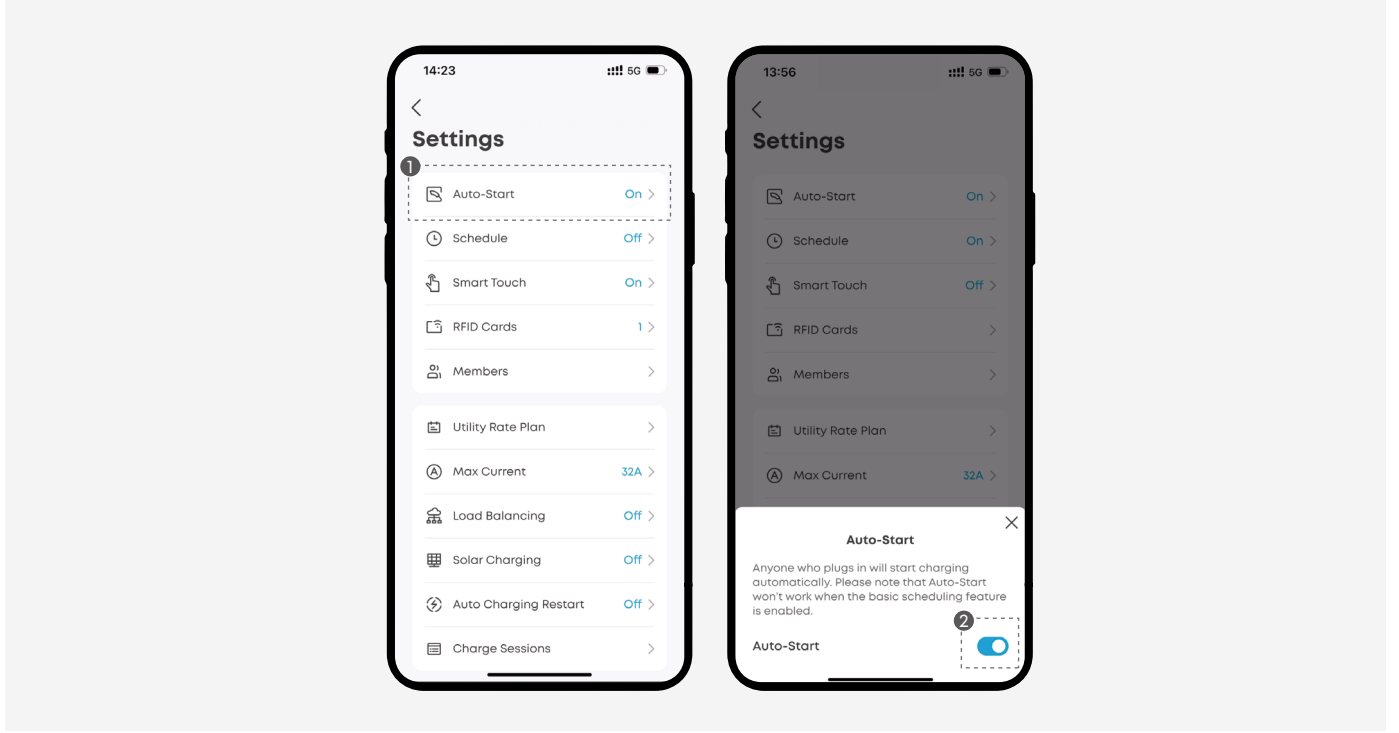 14:23
5G
Settings
1
Auto-Start On
Schedule Off
Smart Touch On
RFID Cards 1
Members
Utility Rate Plan
Max Current 32A
Load Balancing Off
Solar Charging Off
Auto Charging Restart Off
Charge Sessions
13:56
5G
Settings
Auto-Start On
Schedule On
Smart Touch Off
RFID Cards
Members
Utility Rate Plan
Max Current 32A
Auto-Start
Anyone who plugs in will start charging
automatically. Please note that Auto-Start
won't work when the basic scheduling feature
is enabled.
2
Auto-Start